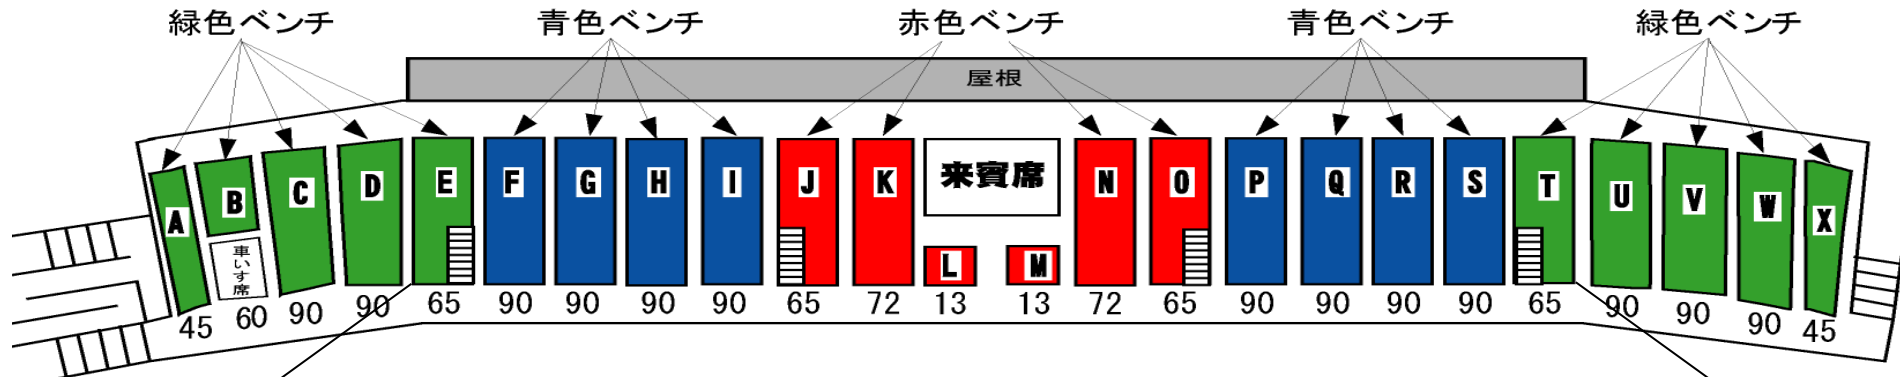 緑色ベンチ 青色ベンチ 赤色ベンチ 青色ベンチ 緑色ベンチ
屋根
A B C D E F G H I J K 来賓席 N O P Q R S T U V W X
車いす席
L M
45 60 90 90 65 90 90 90 90 65 72 13 13 72 65 90 90 90 90 65 90 90 90 45